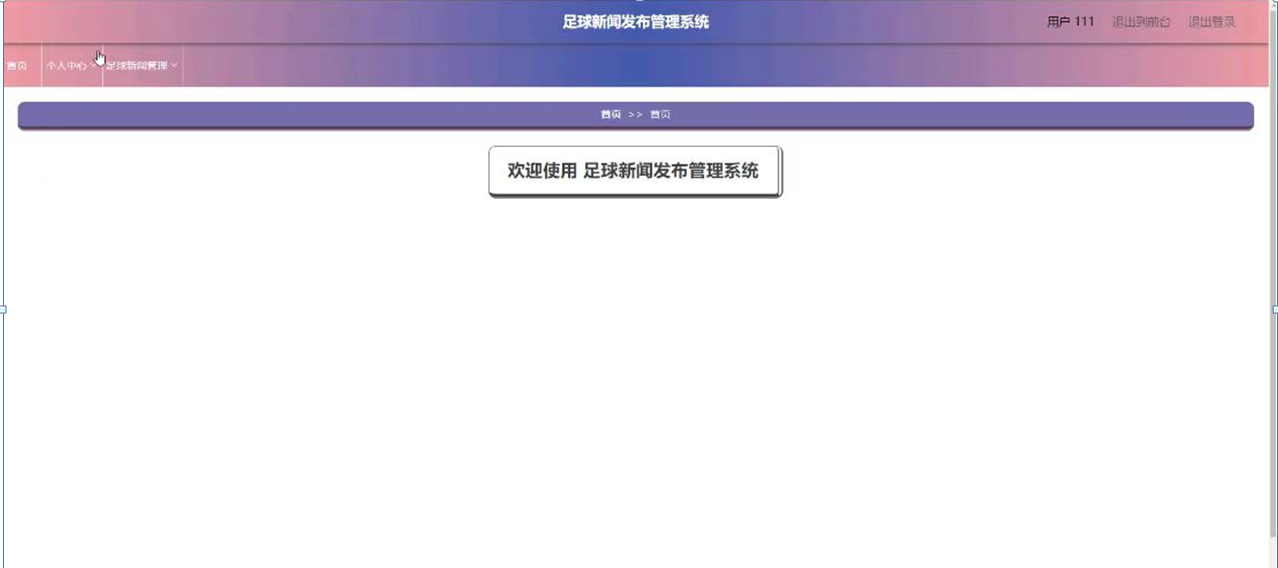 足球新闻发布管理系统
用户 111 退出到前台 退出登录
首页 个人中心 足球新闻管理
首页 >> 首页
欢迎使用 足球新闻发布管理系统